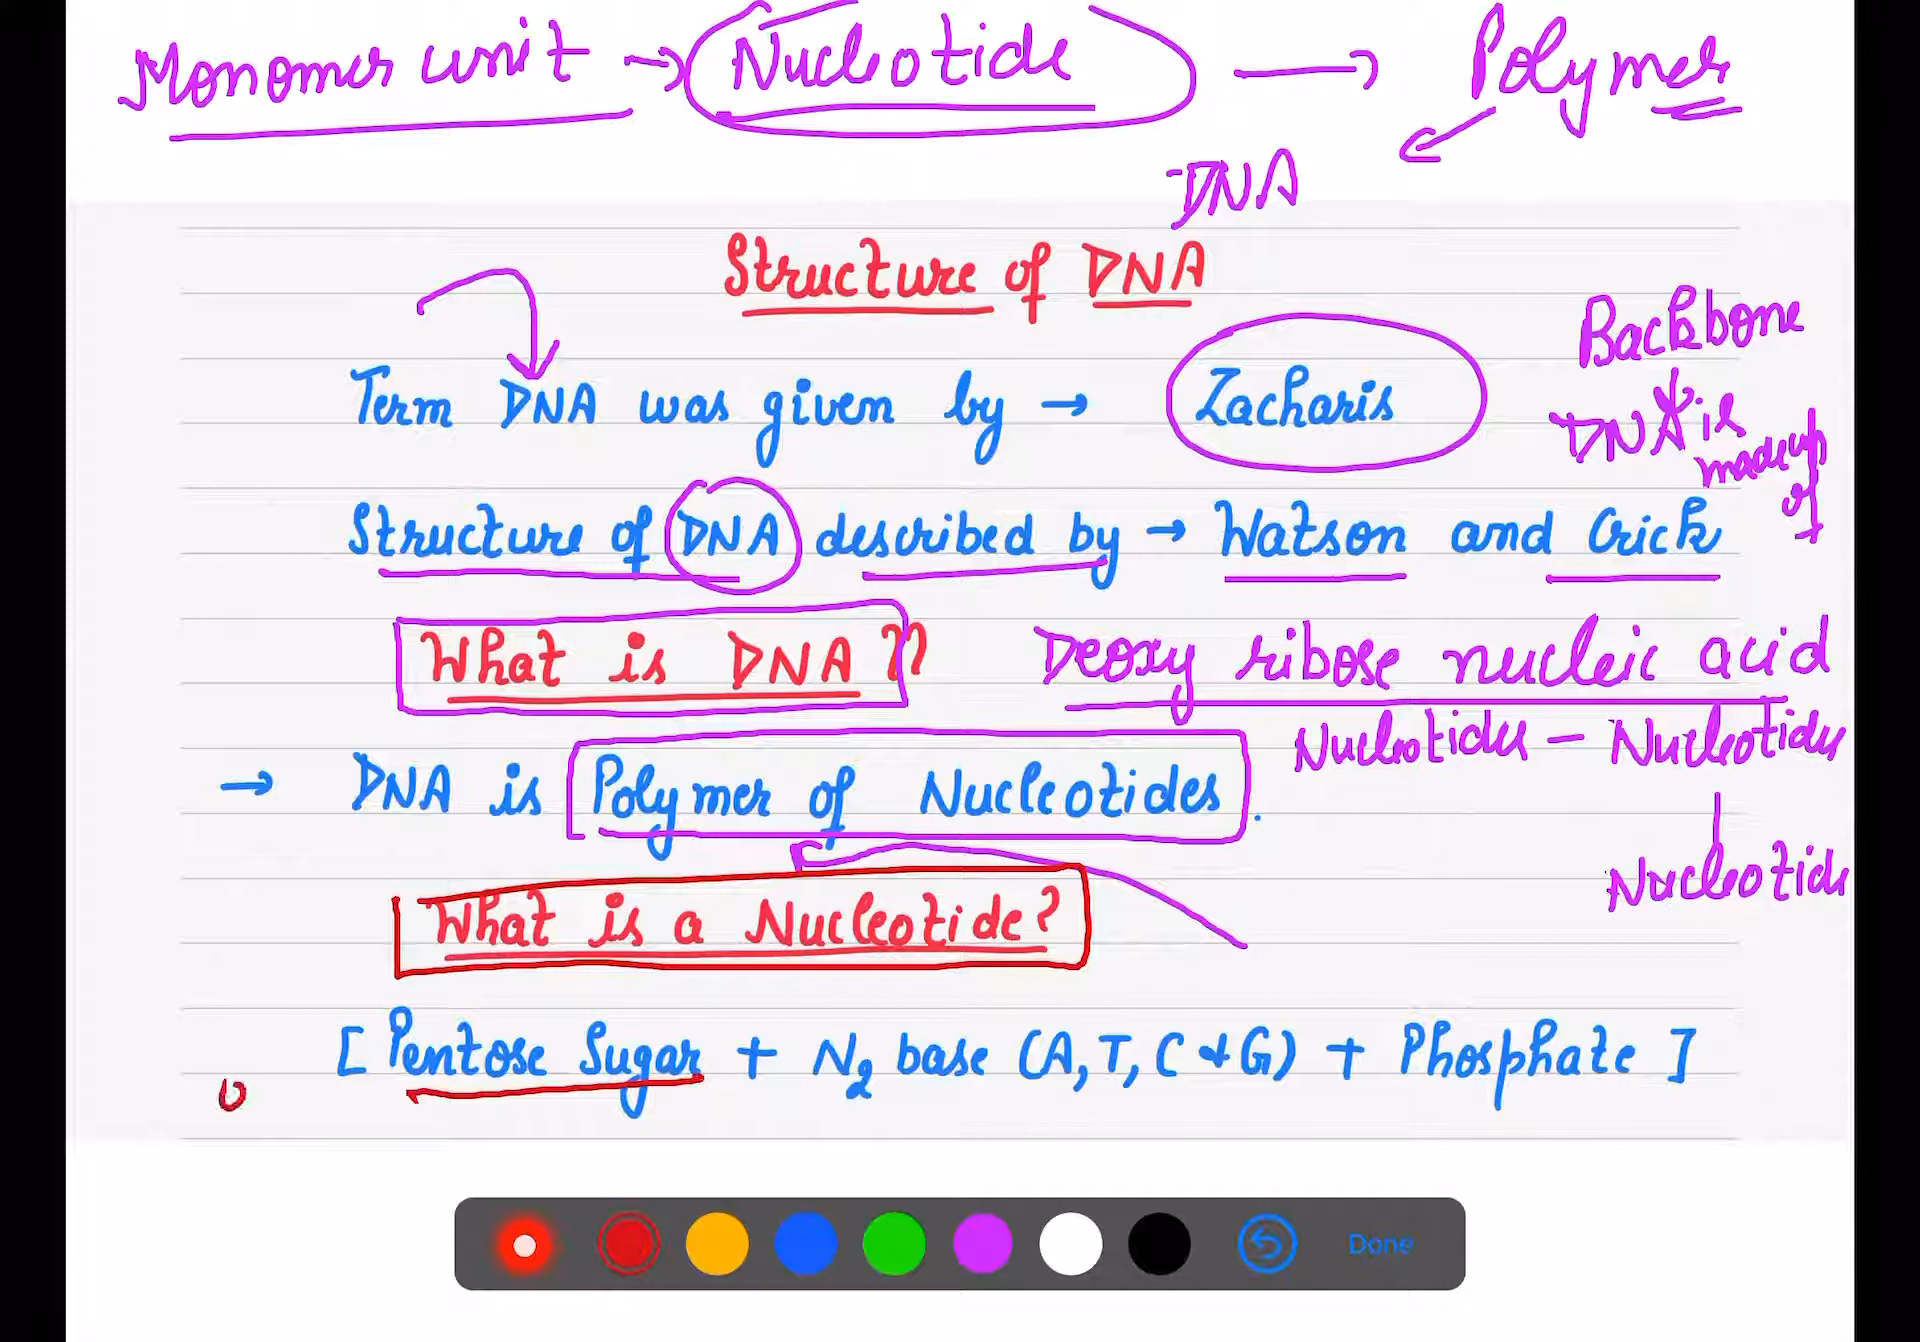 Monomer unit → Nucleotide → Polymer
DNA
Structure of DNA
Term DNA was given by → Zacharis
Backbone
DNA is
made up
of
Structure of DNA described by → Watson and Crick
What is DNA ??
Deoxy ribose nucleic acid
Nucleotides – Nucleotides
Nucleotide
→ DNA is Polymer of Nucleotides.
What is a Nucleotide?
[ Pentose Sugar + N2 base (A, T, C & G) + Phosphate ]
Done